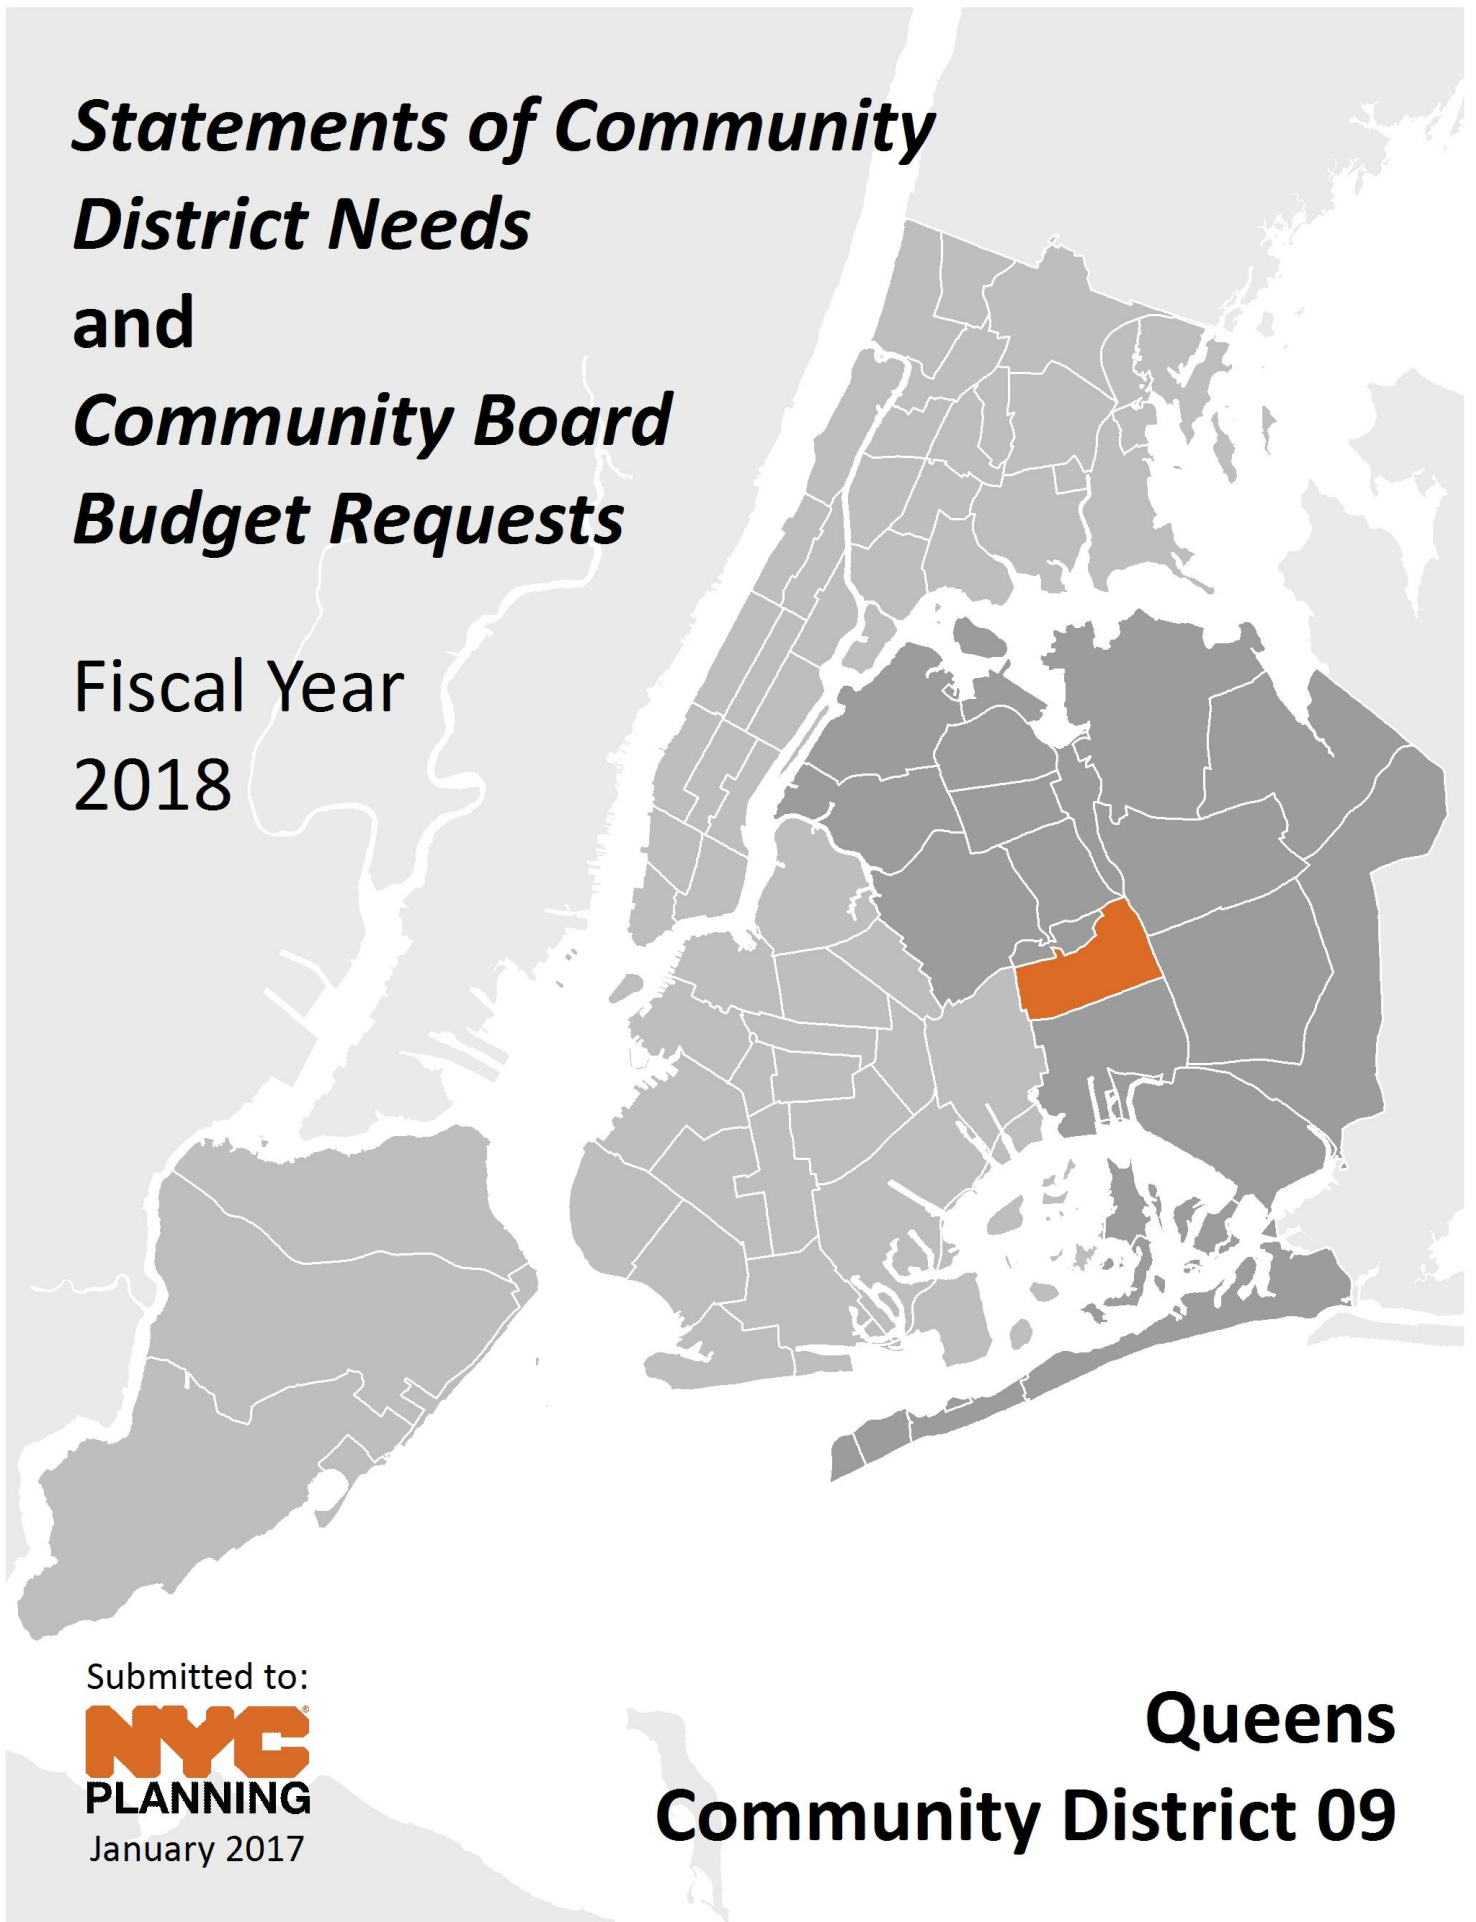 Statements of Community
District Needs
and
Community Board
Budget Requests
Fiscal Year
2018
Submitted to:
NYC®
PLANNING
January 2017
Queens
Community District 09